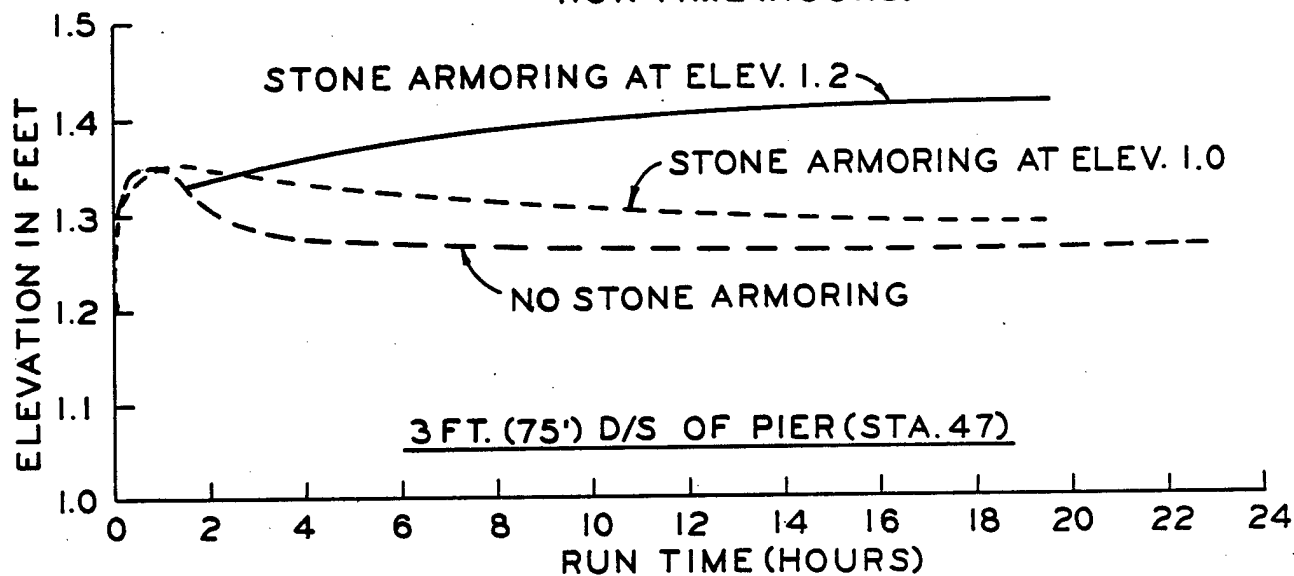 1.5
STONE ARMORING AT ELEV. 1.2
1.4
STONE ARMORING AT ELEV. 1.0
1.3
NO STONE ARMORING
1.2
1.1
3 FT. (75') D/S OF PIER (STA. 47)
1.0
ELEVATION IN FEET
0 2 4 6 8 10 12 14 16 18 20 22 24
RUN TIME (HOURS)